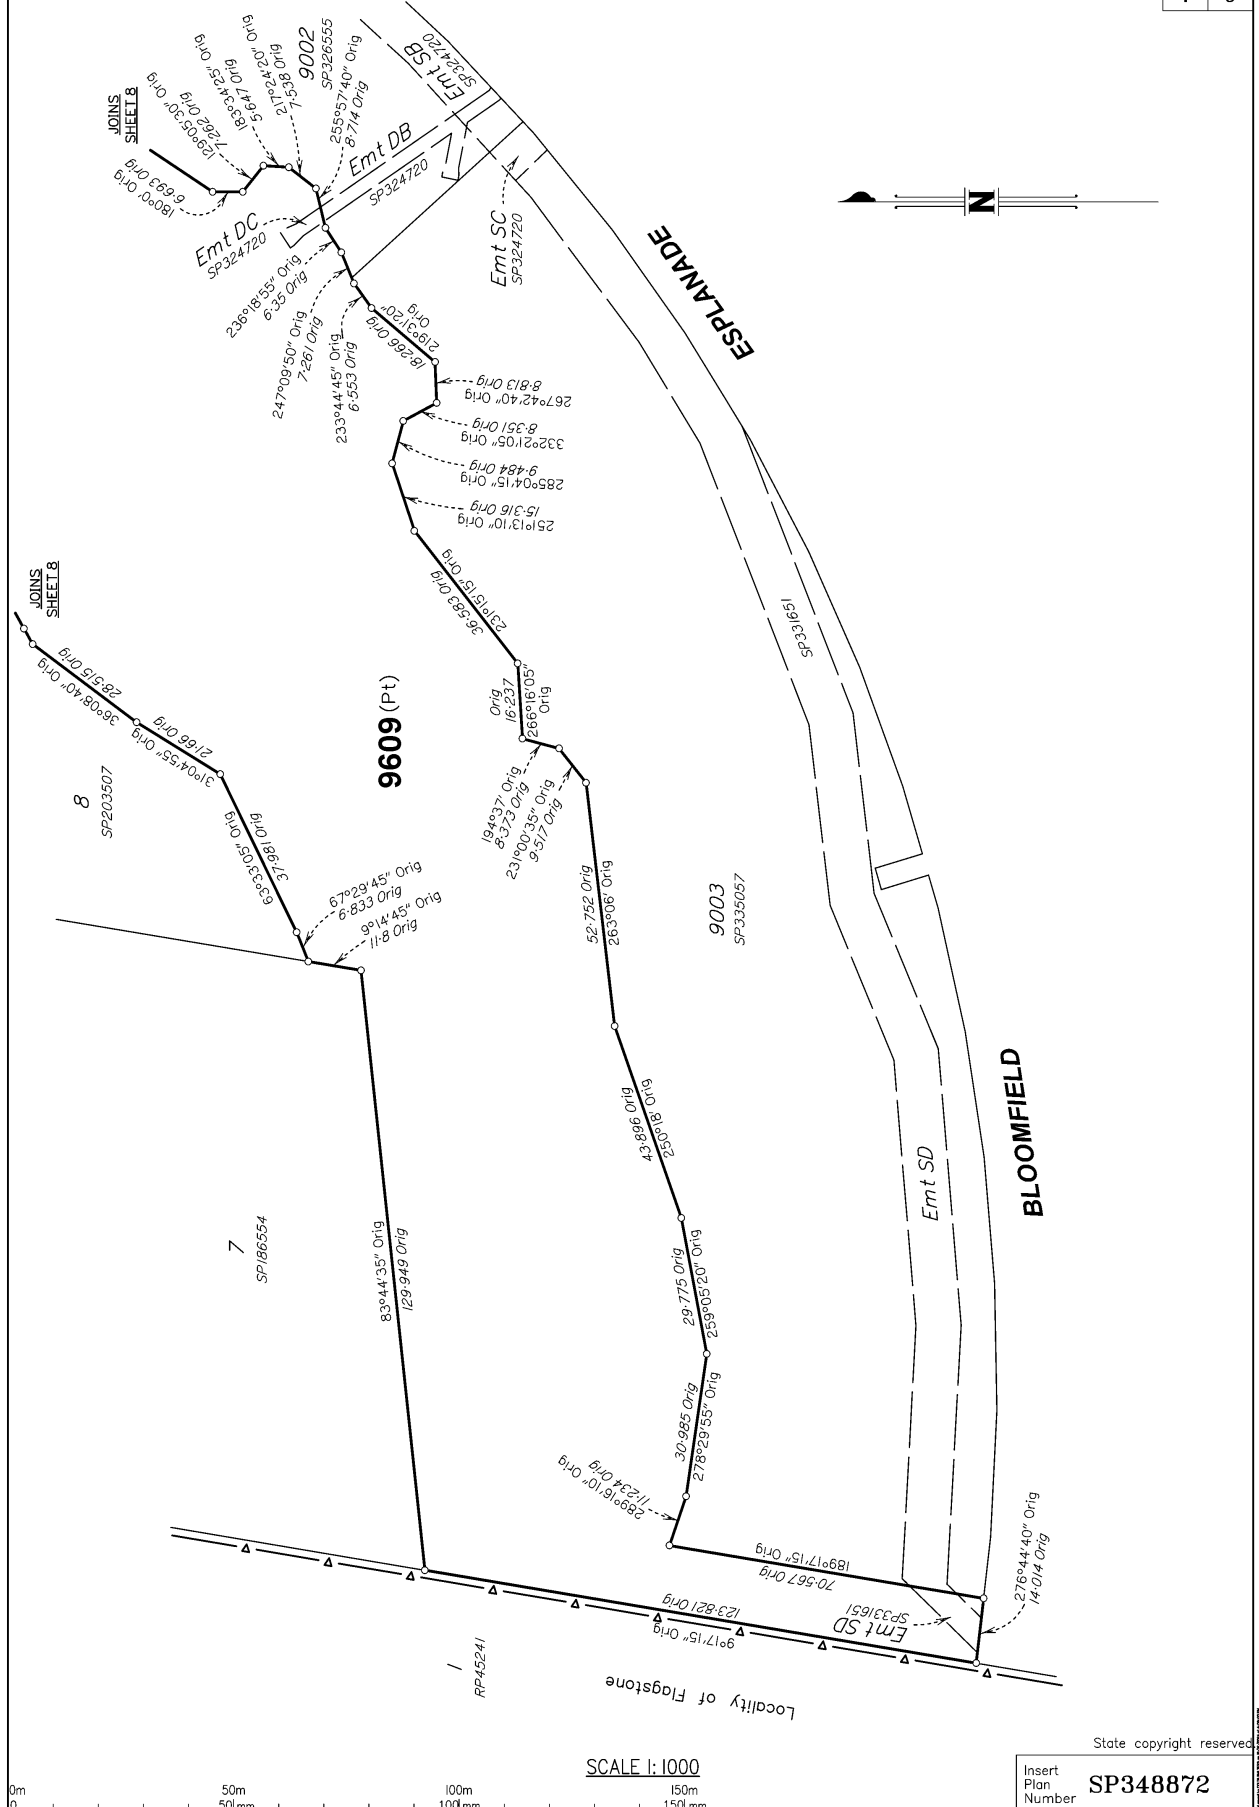 JOINS
SHEET 8
180°0' Orig
6·693 Orig
129°05'30" Orig
7·262 Orig
183°34'25" Orig
5·647 Orig
217°24'20" Orig
7·538 Orig
9002
SP326555
255°57'40" Orig
8·714 Orig
Emt SB
SP324720
Emt DB
SP324720
Emt DC
SP324720
Emt SC
SP324720
N
236°18'55" Orig
6·35 Orig
247°09'50" Orig
7·261 Orig
233°44'45" Orig
6·553 Orig
18·266 Orig
219°31'20"
Orig
267°42'40" Orig
8·813 Orig
332°21'05" Orig
8·351 Orig
285°04'15" Orig
9·484 Orig
251°13'10" Orig
15·316 Orig
ESPLANADE
JOINS
SHEET 8
36·583 Orig
231°15'15" Orig
SP331651
28·515 Orig
36°08'40" Orig
21·66 Orig
31°04'55" Orig
9609 (Pt)
Orig
16·237
266°16'05"
Orig
8
SP203507
63°33'05" Orig
37·981 Orig
194°37' Orig
8·373 Orig
231°00'35" Orig
9·517 Orig
67°29'45" Orig
6·833 Orig
9°14'45" Orig
11·8 Orig
52·752 Orig
263°06' Orig
9003
SP335057
43·896 Orig
250°18' Orig
BLOOMFIELD
Emt SD
7
SP186554
83°44'35" Orig
129·949 Orig
29·775 Orig
259°05'20" Orig
30·985 Orig
278°29'55" Orig
289°16'10" Orig
11·234 Orig
189°17'15" Orig
70·567 Orig
276°44'40" Orig
14·014 Orig
Emt SD
SP331651
123·821 Orig
9°17'15" Orig
1
RP45241
Locality of Flagstone
State copyright reserved
SCALE 1: 1000
Insert
Plan
Number
SP348872
0m 50m 100m 150m
0 50mm 100mm 150mm